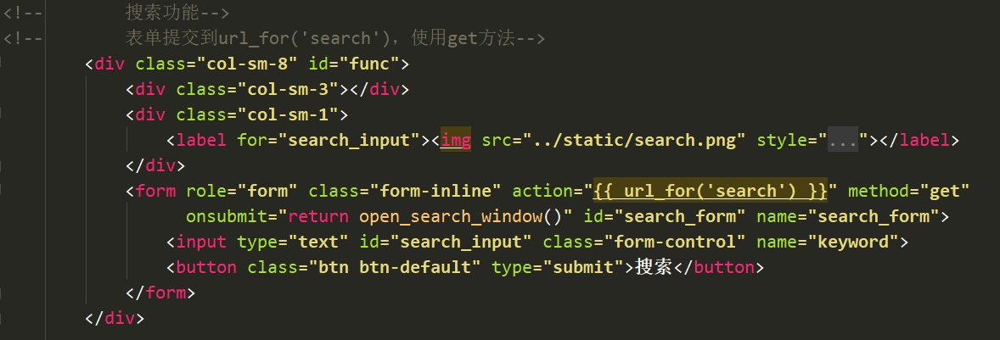 <!--        搜索功能-->
<!--        表单提交到url_for('search')，使用get方法-->
        <div class="col-sm-8" id="func">
            <div class="col-sm-3"></div>
            <div class="col-sm-1">
                <label for="search_input"><img src="../static/search.png" style="..."></label>
            </div>
            <form role="form" class="form-inline" action="{{ url_for('search') }}" method="get"
                  onsubmit="return open_search_window()" id="search_form" name="search_form">
                <input type="text" id="search_input" class="form-control" name="keyword">
                <button class="btn btn-default" type="submit">搜索</button>
            </form>
        </div>